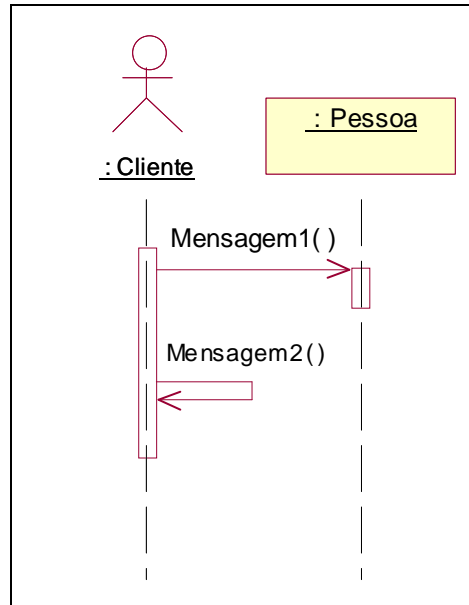 : Pessoa
: Cliente
Mensagem1( )
Mensagem2( )